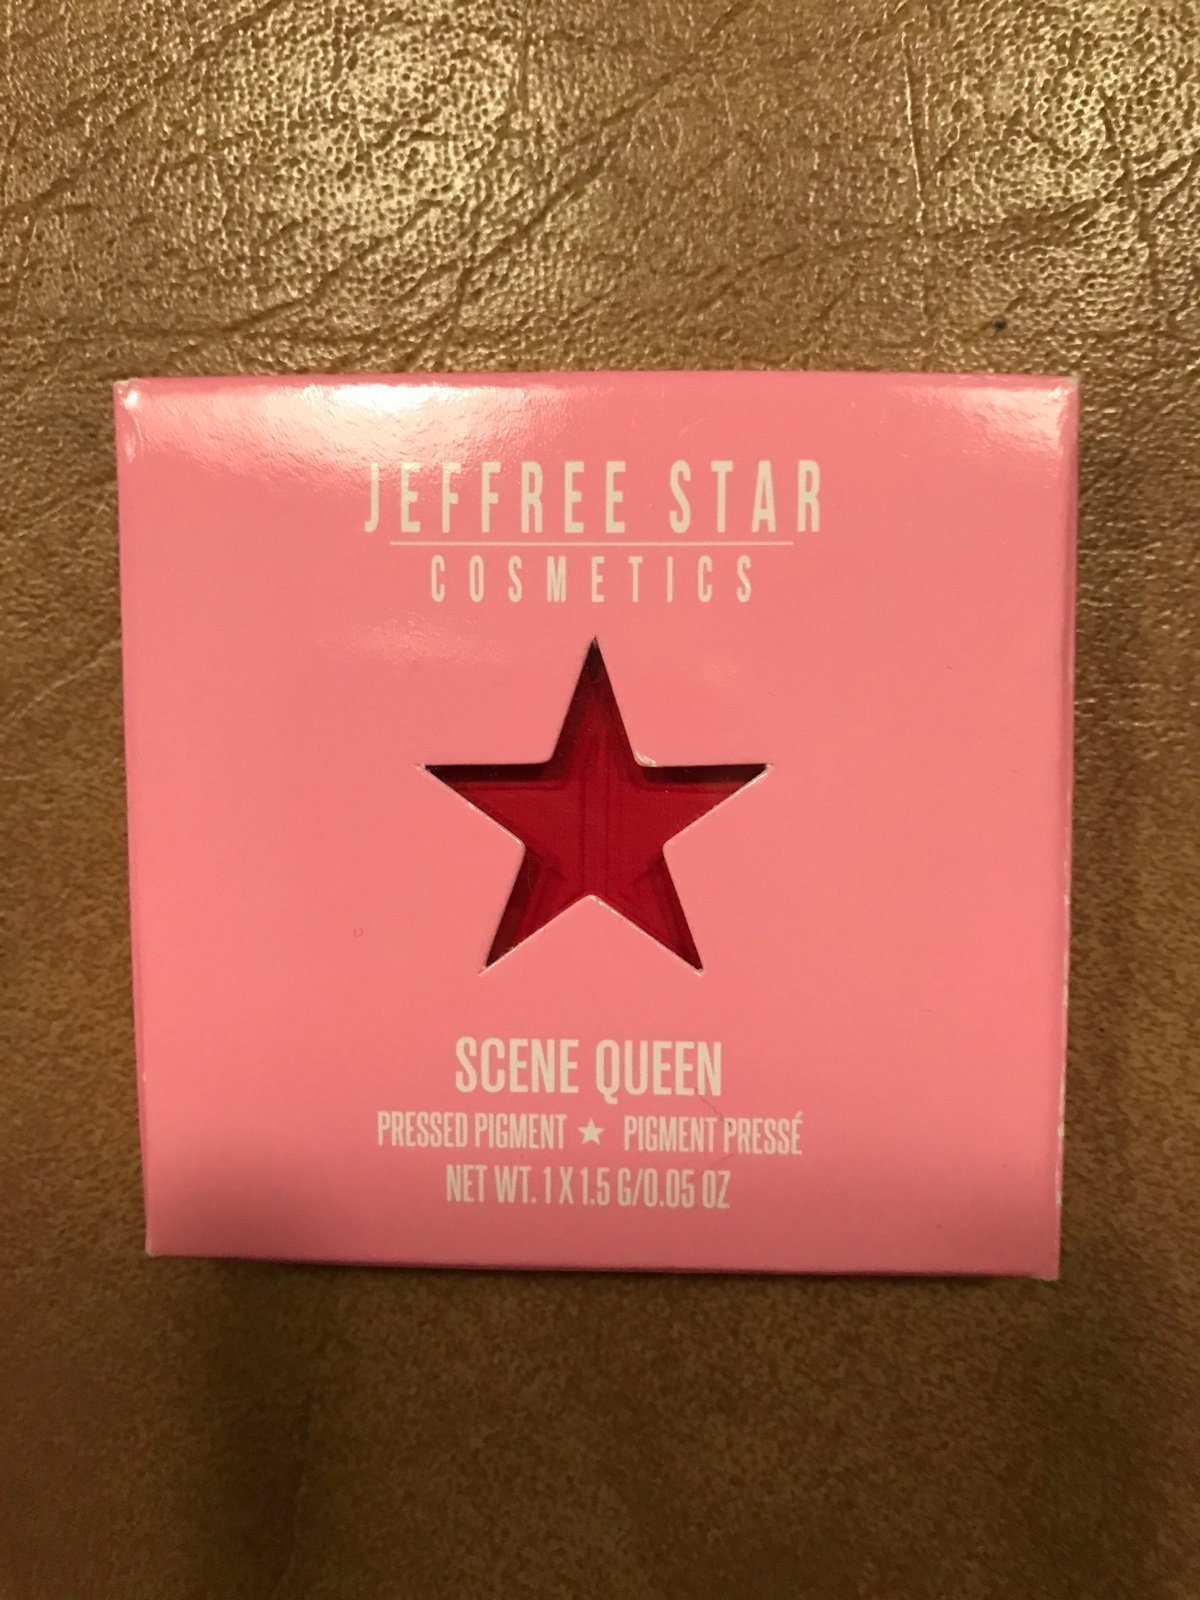 JEFFREE STAR
COSMETICS
SCENE QUEEN
PRESSED PIGMENT ★ PIGMENT PRESSÉ
NET WT. 1 X 1.5 G/0.05 OZ